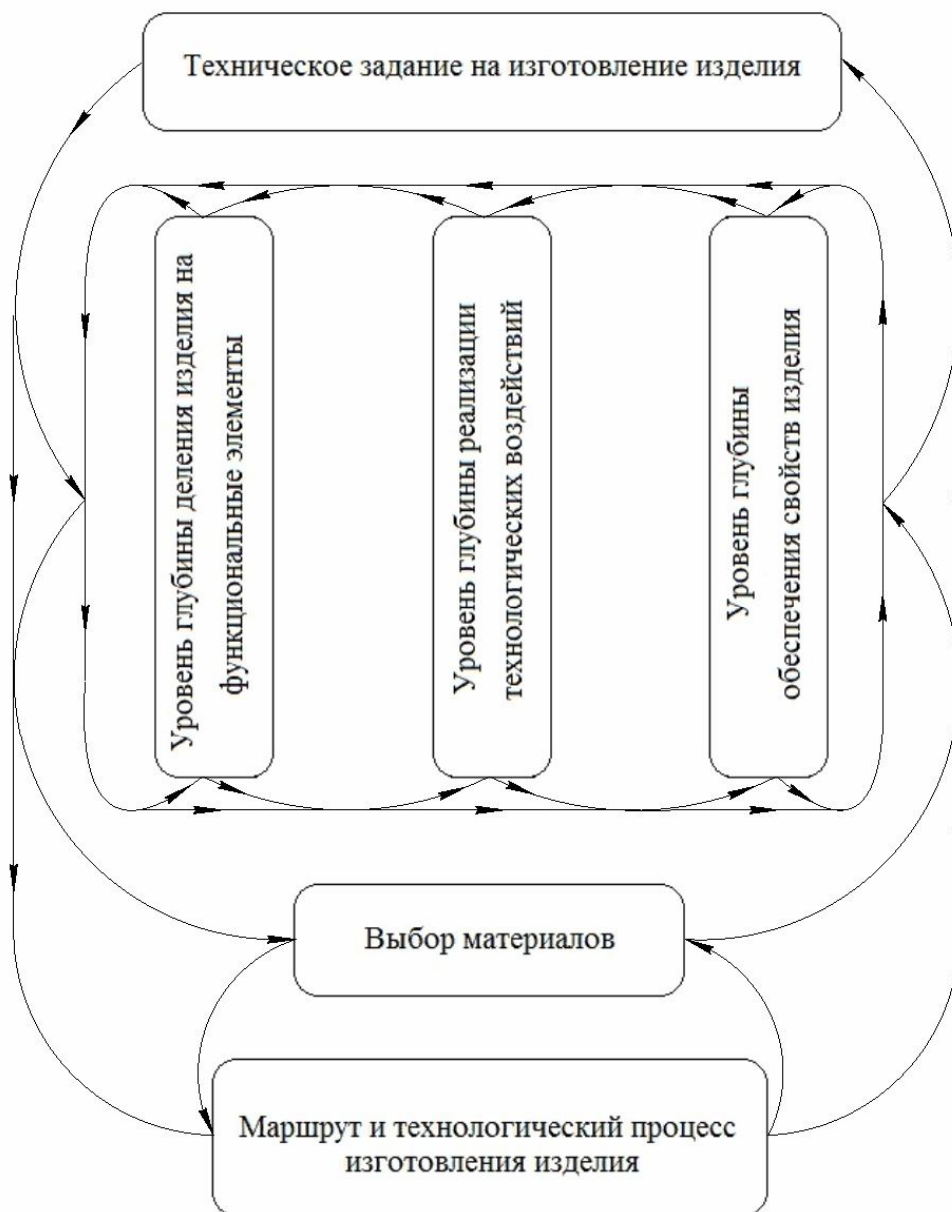 Техническое задание на изготовление изделия
Уровень глубины деления изделия на
функциональные элементы
Уровень глубины реализации
технологических воздействий
Уровень глубины
обеспечения свойств изделия
Выбор материалов
Маршрут и технологический процесс
изготовления изделия